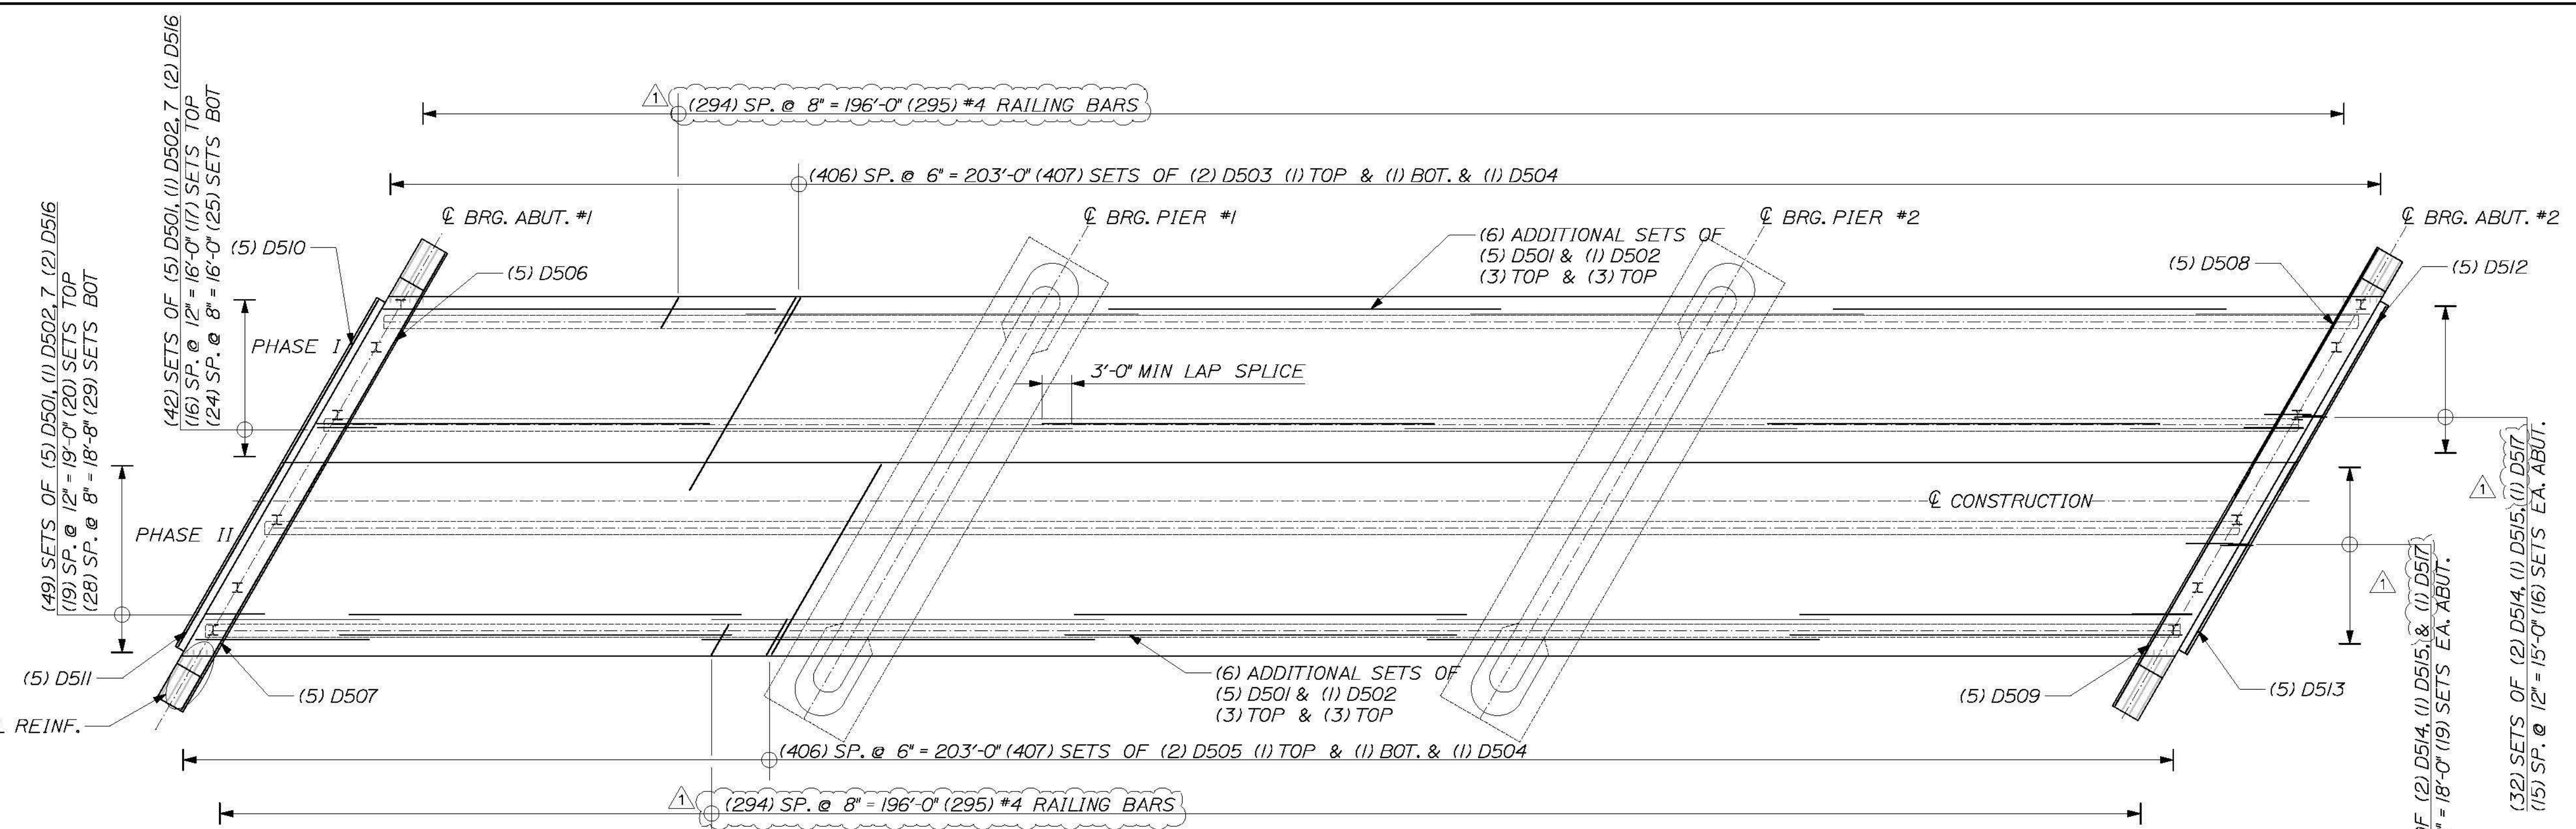 1
(294) SP. @ 8" = 196'-0" (295) #4 RAILING BARS
(406) SP. @ 6" = 203'-0" (407) SETS OF (2) D503 (1) TOP & (1) BOT. & (1) D504
℄ BRG. ABUT. #1
℄ BRG. PIER #1
℄ BRG. PIER #2
℄ BRG. ABUT. #2
(42) SETS OF (5) D501, (1) D502, 7 (2) D516
(16) SP. @ 12" = 16'-0" (17) SETS TOP
(24) SP. @ 8" = 16'-0" (25) SETS BOT
(49) SETS OF (5) D501, (1) D502, 7 (2) D516
(19) SP. @ 12" = 19'-0" (20) SETS TOP
(28) SP. @ 8" = 18'-8" (29) SETS BOT
(5) D510
(5) D506
(6) ADDITIONAL SETS OF
(5) D501 & (1) D502
(3) TOP & (3) TOP
(5) D508
(5) D512
PHASE I
3'-0" MIN LAP SPLICE
℄ CONSTRUCTION
PHASE II
1
(32) SETS OF (2) D514, (1) D515, (1) D517
(15) SP. @ 12" = 15'-0" (16) SETS EA. ABUT.
1
OF (2) D514, (1) D515, & (1) D517
" = 18'-0" (19) SETS EA. ABUT.
(5) D511
(5) D507
REINF.
(6) ADDITIONAL SETS OF
(5) D501 & (1) D502
(3) TOP & (3) TOP
(5) D509
(5) D513
(406) SP. @ 6" = 203'-0" (407) SETS OF (2) D505 (1) TOP & (1) BOT. & (1) D504
1
(294) SP. @ 8" = 196'-0" (295) #4 RAILING BARS